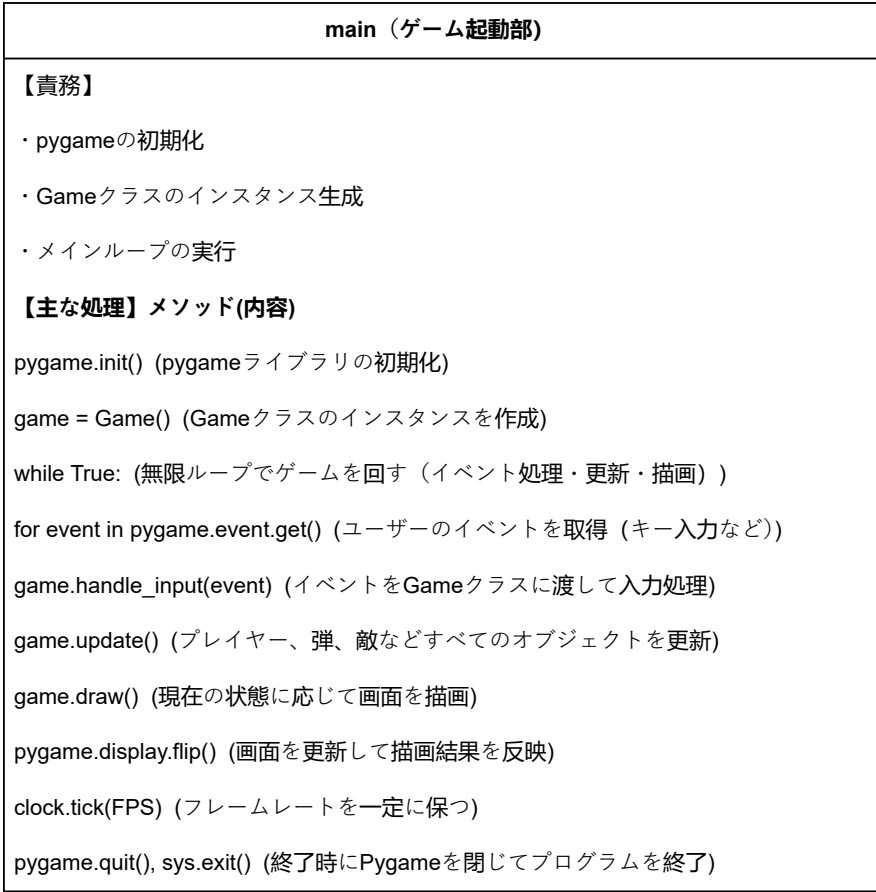 main（ゲーム起動部)
【責務】
・pygameの初期化
・Gameクラスのインスタンス生成
・メインループの実行
【主な処理】メソッド(内容)
pygame.init()  (pygameライブラリの初期化)
game = Game()  (Gameクラスのインスタンスを作成)
while True:  (無限ループでゲームを回す（イベント処理・更新・描画）)
for event in pygame.event.get()  (ユーザーのイベントを取得（キー入力など）)
game.handle_input(event)  (イベントをGameクラスに渡して入力処理)
game.update()  (プレイヤー、弾、敵などすべてのオブジェクトを更新)
game.draw()  (現在の状態に応じて画面を描画)
pygame.display.flip()  (画面を更新して描画結果を反映)
clock.tick(FPS)  (フレームレートを一定に保つ)
pygame.quit(), sys.exit()  (終了時にPygameを閉じてプログラムを終了)